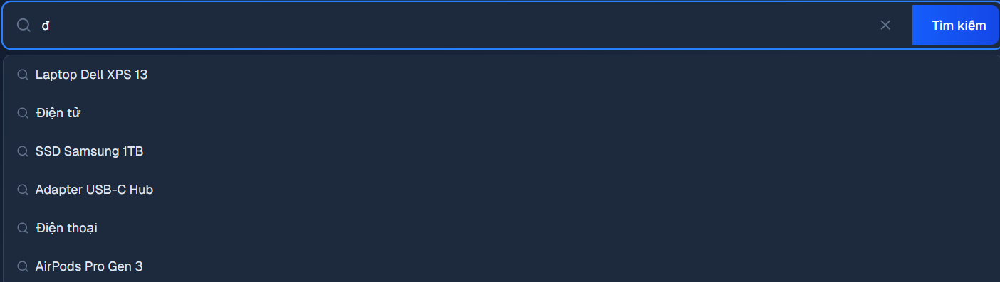 đ
Tìm kiếm
Laptop Dell XPS 13
Điện tử
SSD Samsung 1TB
Adapter USB-C Hub
Điện thoại
AirPods Pro Gen 3